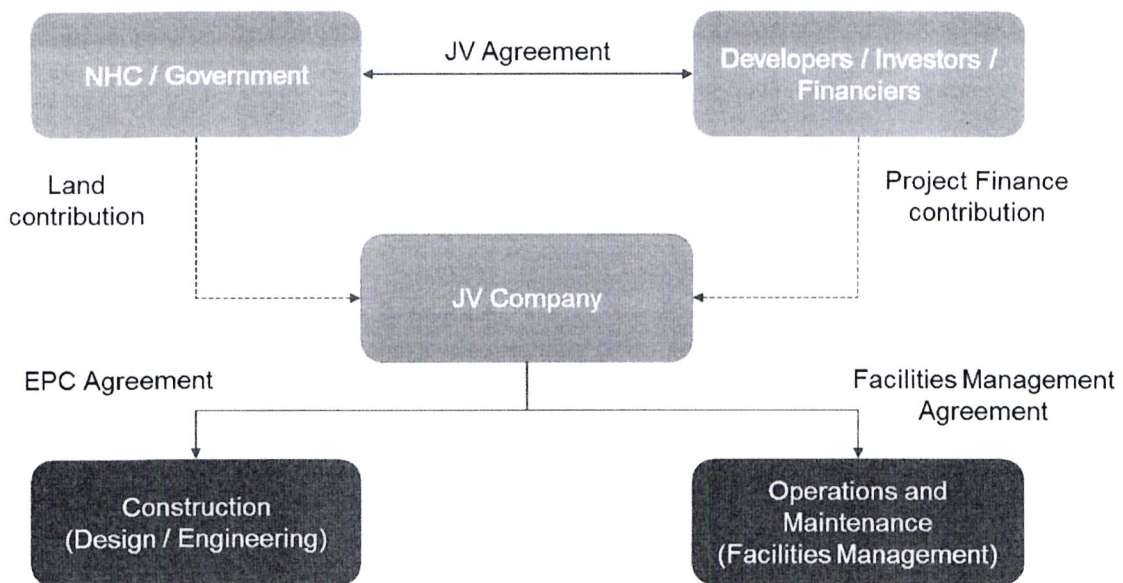 NHC / Government
JV Agreement
Developers / Investors /
Financiers
Land
contribution
Project Finance
contribution
JV Company
EPC Agreement
Facilities Management
Agreement
Construction
(Design / Engineering)
Operations and
Maintenance
(Facilities Management)